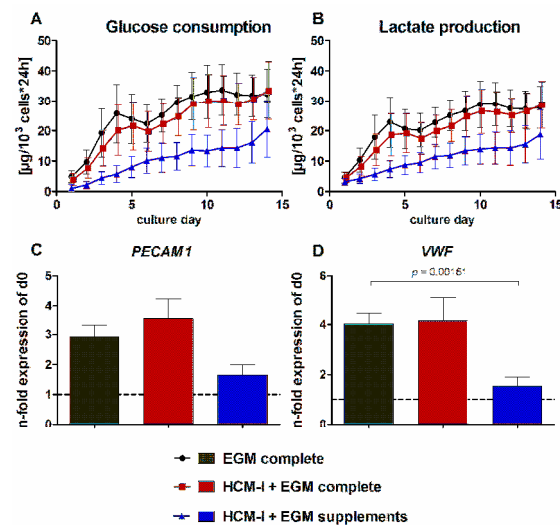 A Glucose consumption
[µg/10³ cells*24h]
50
40
30
20
10
0
0 5 10 15
culture day
B Lactate production
[µg/10³ cells*24h]
50
40
30
20
10
0
0 5 10 15
culture day
C PECAM1
n-fold expression of d0
5
4
3
2
1
0
D VWF
n-fold expression of d0
6
4
2
0
p =
EGM complete
HCM-i + EGM complete
HCM-i + EGM supplements